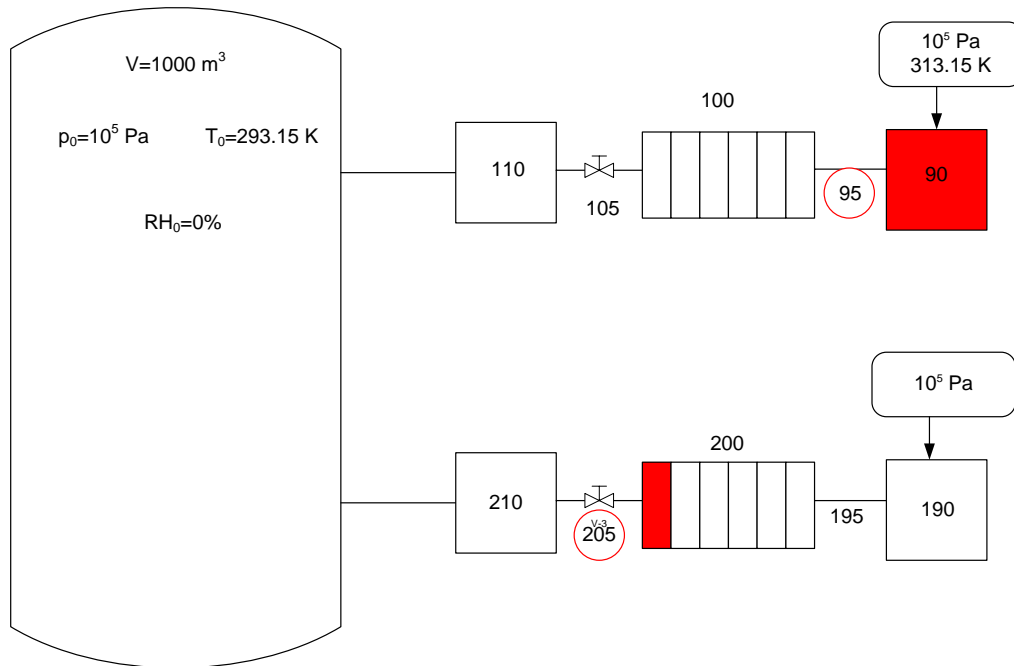 V=1000 m³
p₀=10⁵ Pa T₀=293.15 K
RH₀=0%
110
105
100
95
90
10⁵ Pa
313.15 K
210
V-3
205
200
195
190
10⁵ Pa